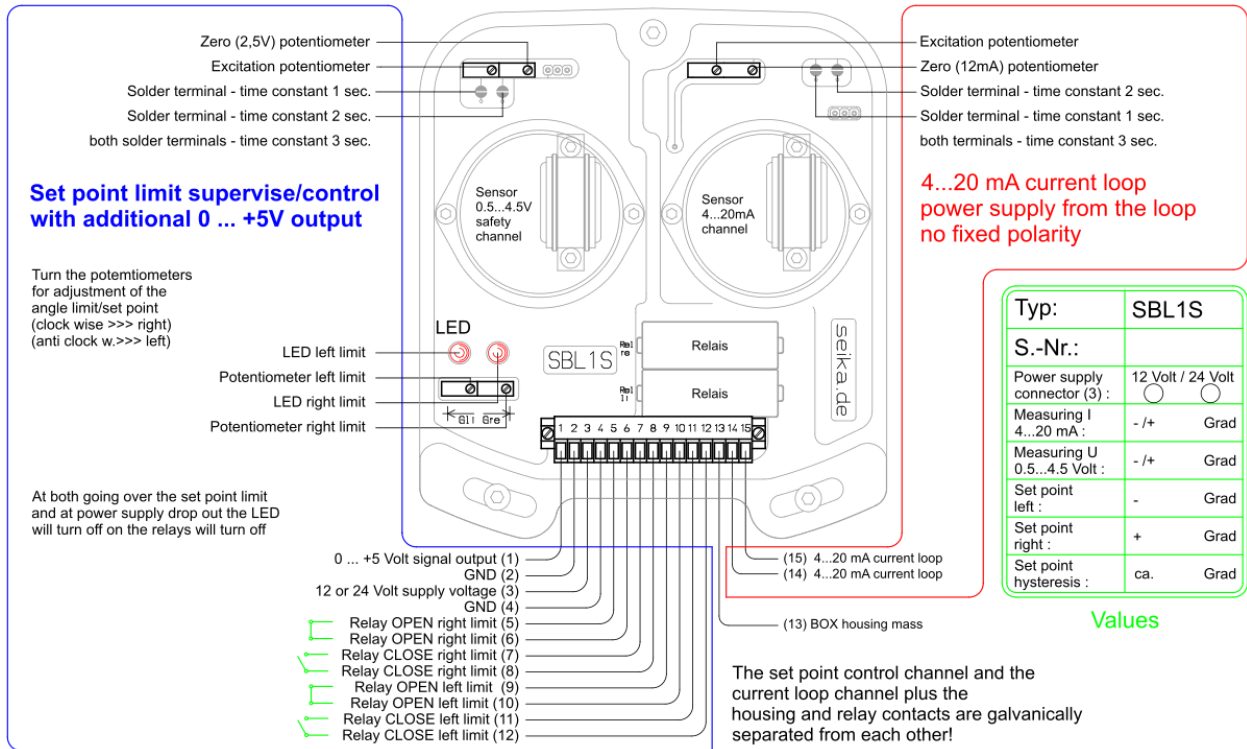 Zero (2,5V) potentiometer
Excitation potentiometer
Solder terminal - time constant 1 sec.
Solder terminal - time constant 2 sec.
both solder terminals - time constant 3 sec.
Excitation potentiometer
Zero (12mA) potentiometer
Solder terminal - time constant 2 sec.
Solder terminal - time constant 1 sec.
both terminals - time constant 3 sec.
Set point limit supervise/control
with additional 0 ... +5V output
Sensor
0.5...4.5V
safety
channel
Sensor
4...20mA
channel
4...20 mA current loop
power supply from the loop
no fixed polarity
Turn the potemtiometers
for adjustment of the
angle limit/set point
(clock wise >>> right)
(anti clock w.>>> left)
LED
LED left limit
Potentiometer left limit
LED right limit
Potentiometer right limit
Gli Gre
SBL1S
Rel
re
Relais
Rel
li
Relais
seika.de
1 2 3 4 5 6 7 8 9 10 11 12 13 14 15
Typ: SBL1S
S.-Nr.:
Power supply
connector (3) : 12 Volt / 24 Volt
Measuring I
4...20 mA : - /+ Grad
Measuring U
0.5...4.5 Volt : - /+ Grad
Set point
left : - Grad
Set point
right : + Grad
Set point
hysteresis : ca. Grad
Values
At both going over the set point limit
and at power supply drop out the LED
will turn off on the relays will turn off
0 ... +5 Volt signal output (1)
GND (2)
12 or 24 Volt supply voltage (3)
GND (4)
Relay OPEN right limit (5)
Relay OPEN right limit (6)
Relay CLOSE right limit (7)
Relay CLOSE right limit (8)
Relay OPEN left limit (9)
Relay OPEN left limit (10)
Relay CLOSE left limit (11)
Relay CLOSE left limit (12)
(15) 4...20 mA current loop
(14) 4...20 mA current loop
(13) BOX housing mass
The set point control channel and the
current loop channel plus the
housing and relay contacts are galvanically
separated from each other!